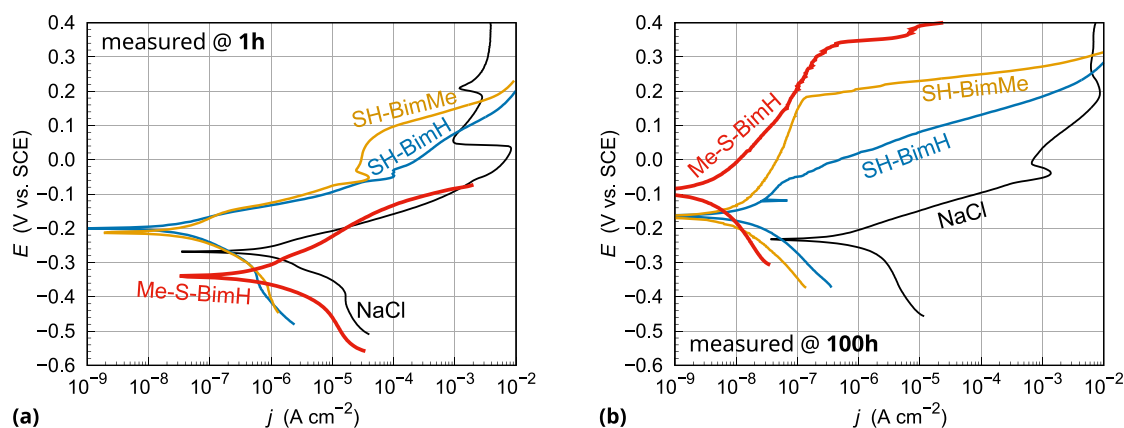 measured @ 1h
0.4
0.3
0.2
0.1
0.0
−0.1
−0.2
−0.3
−0.4
−0.5
−0.6
E (V vs. SCE)
SH-BimMe
SH-BimH
Me-S-BimH
NaCl
10⁻⁹ 10⁻⁸ 10⁻⁷ 10⁻⁶ 10⁻⁵ 10⁻⁴ 10⁻³ 10⁻²
(a)
j (A cm⁻²)
0.4
0.3
0.2
0.1
0.0
−0.1
−0.2
−0.3
−0.4
−0.5
−0.6
E (V vs. SCE)
Me-S-BimH
SH-BimMe
SH-BimH
NaCl
measured @ 100h
10⁻⁹ 10⁻⁸ 10⁻⁷ 10⁻⁶ 10⁻⁵ 10⁻⁴ 10⁻³ 10⁻²
(b)
j (A cm⁻²)